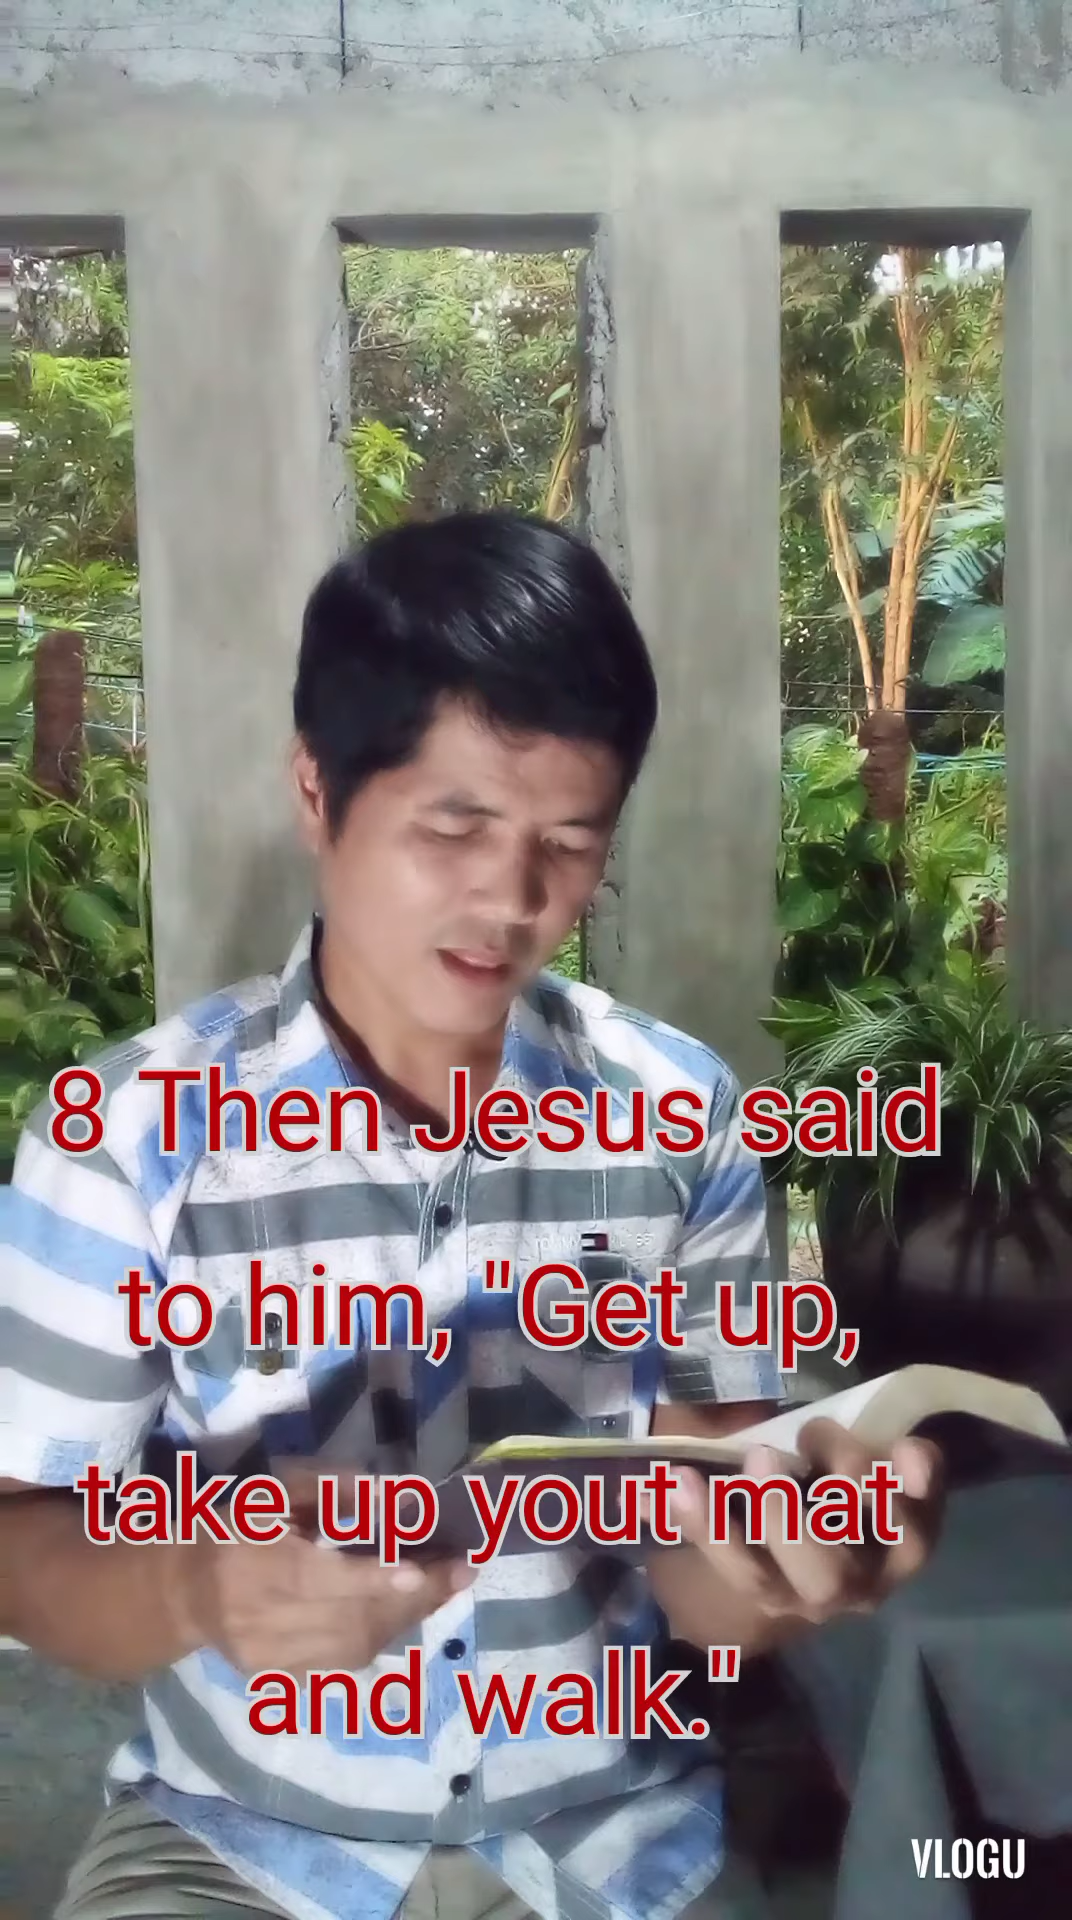 8 Then Jesus said
to him, "Get up,
take up yout mat
and walk."
VLOGU